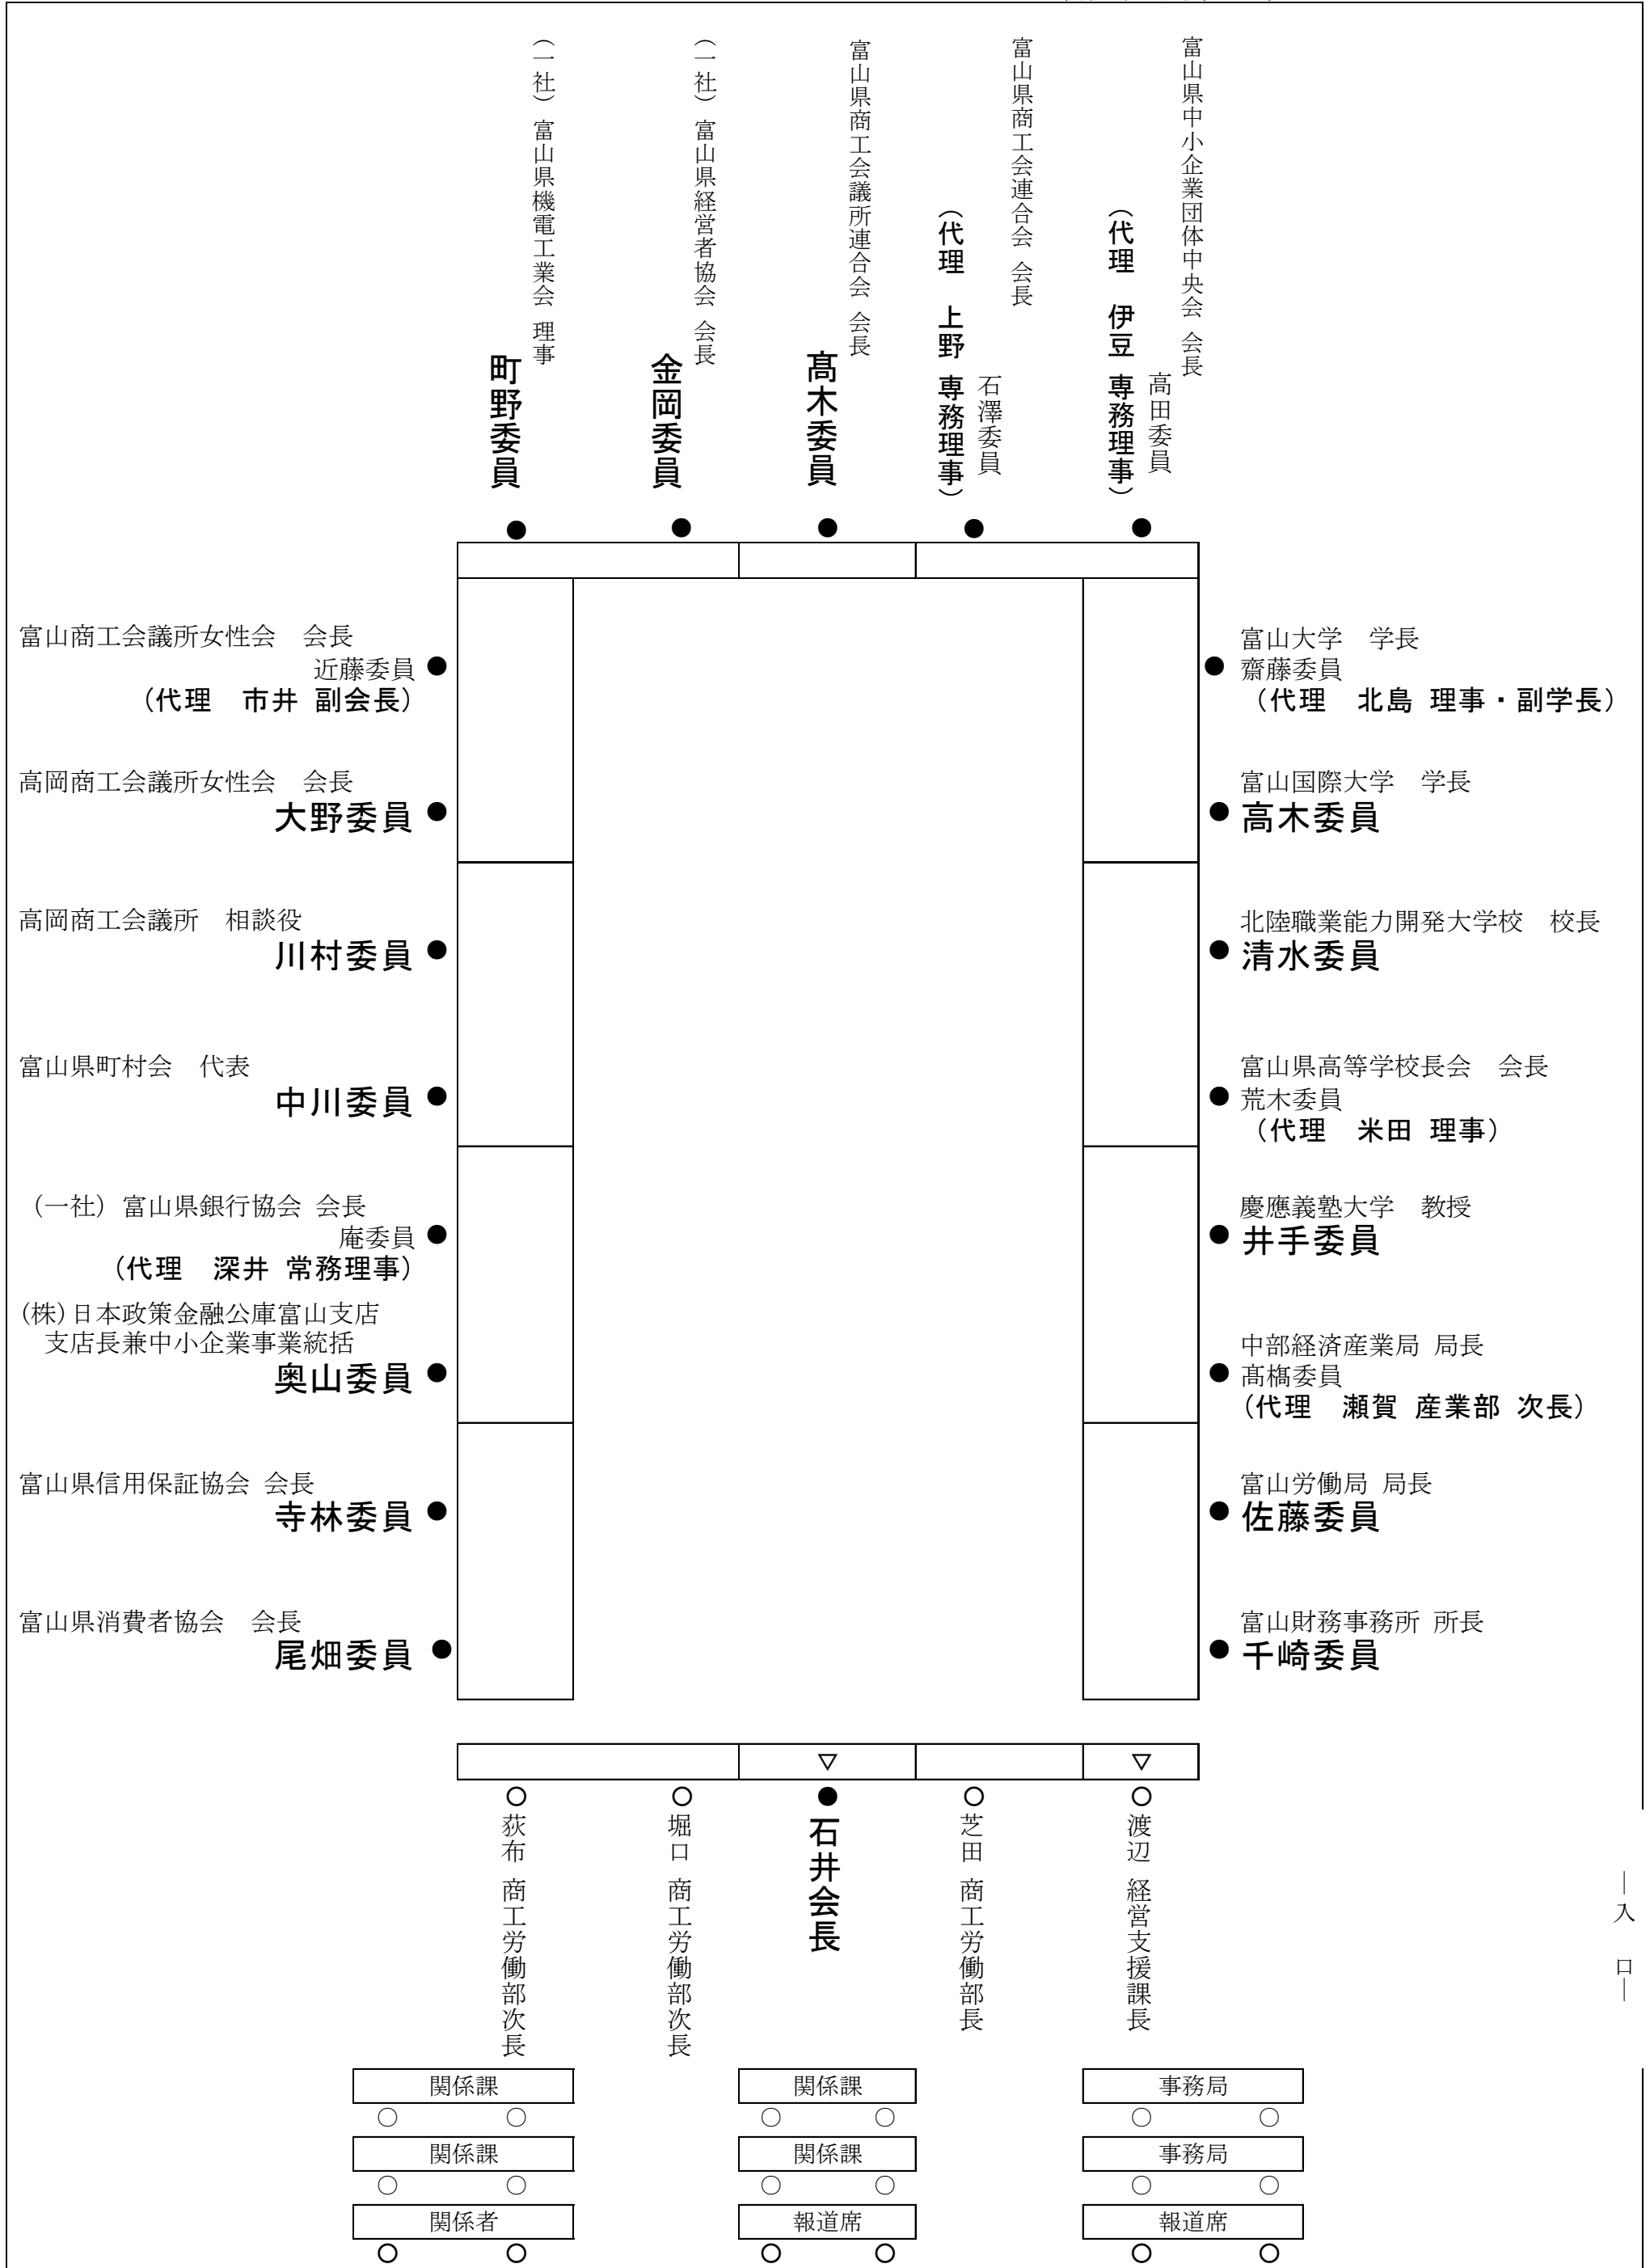 富山県中小企業団体中央会 会長
高田委員
（代理　伊豆 専務理事）
富山県商工会連合会 会長
石澤委員
（代理　上野 専務理事）
富山県商工会議所連合会 会長
髙木委員
（一社）富山県経営者協会 会長
金岡委員
（一社）富山県機電工業会 理事
町野委員
富山商工会議所女性会　会長
近藤委員
（代理　市井 副会長）
高岡商工会議所女性会　会長
大野委員
高岡商工会議所　相談役
川村委員
富山県町村会　代表
中川委員
（一社）富山県銀行協会 会長
庵委員
（代理　深井 常務理事）
(株)日本政策金融公庫富山支店
支店長兼中小企業事業統括
奥山委員
富山県信用保証協会 会長
寺林委員
富山県消費者協会　会長
尾畑委員
富山大学　学長
齋藤委員
（代理　北島 理事・副学長）
富山国際大学　学長
高木委員
北陸職業能力開発大学校　校長
清水委員
富山県高等学校長会　会長
荒木委員
（代理　米田 理事）
慶應義塾大学　教授
井手委員
中部経済産業局 局長
髙橋委員
（代理　瀬賀 産業部 次長）
富山労働局 局長
佐藤委員
富山財務事務所 所長
千崎委員
渡辺 経営支援課長
芝田 商工労働部長
石井会長
堀口 商工労働部次長
荻布 商工労働部次長
―入　口―
関係課
関係課
事務局
関係課
関係課
事務局
関係者
報道席
報道席